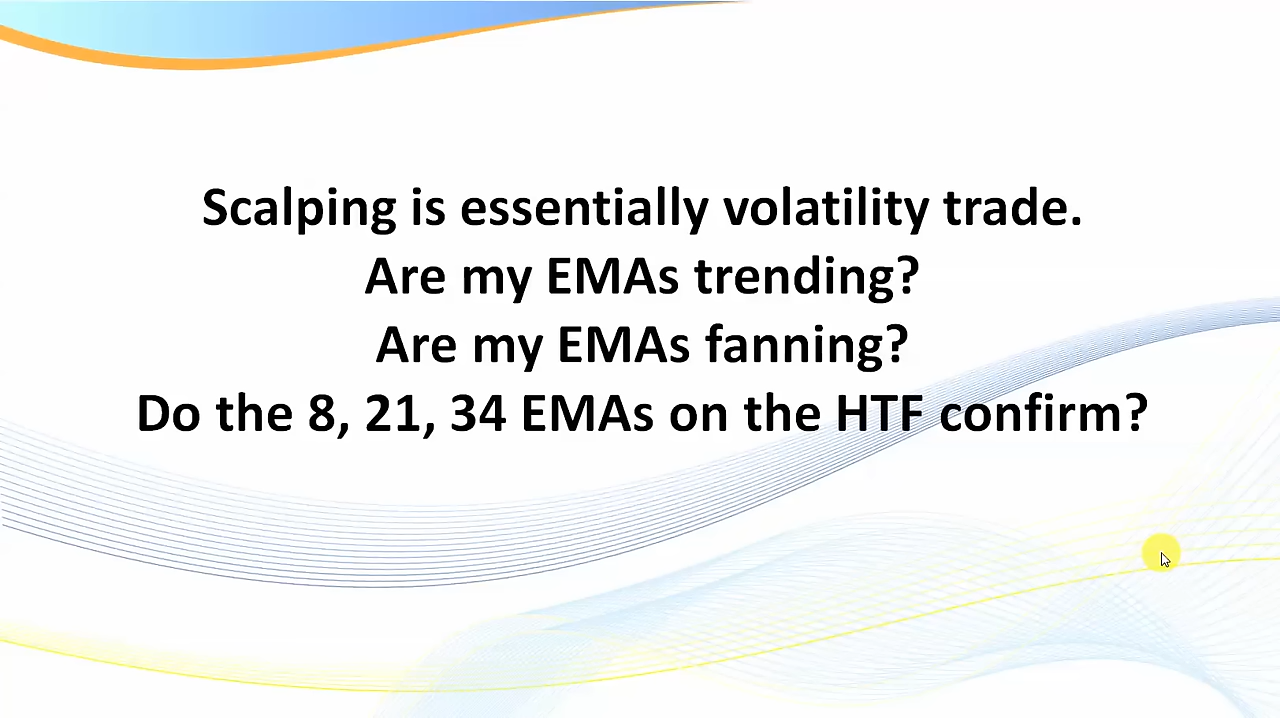 Scalping is essentially volatility trade.
Are my EMAs trending?
Are my EMAs fanning?
Do the 8, 21, 34 EMAs on the HTF confirm?